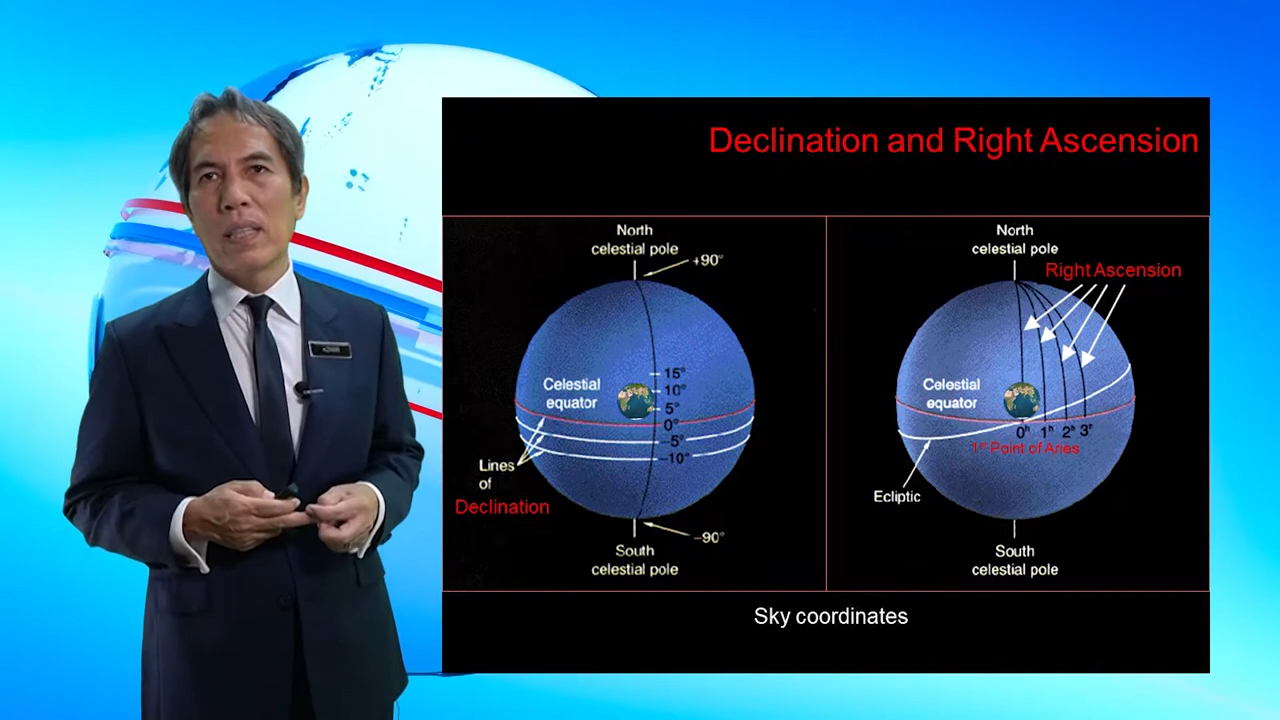 Declination and Right Ascension
North
celestial pole
+90°
15°
10°
5°
0°
-5°
-10°
Celestial
equator
Lines
of
Declination
-90°
South
celestial pole
North
celestial pole
Right Ascension
Celestial
equator
0h 1h 2h 3h
1st Point of Aries
Ecliptic
South
celestial pole
Sky coordinates